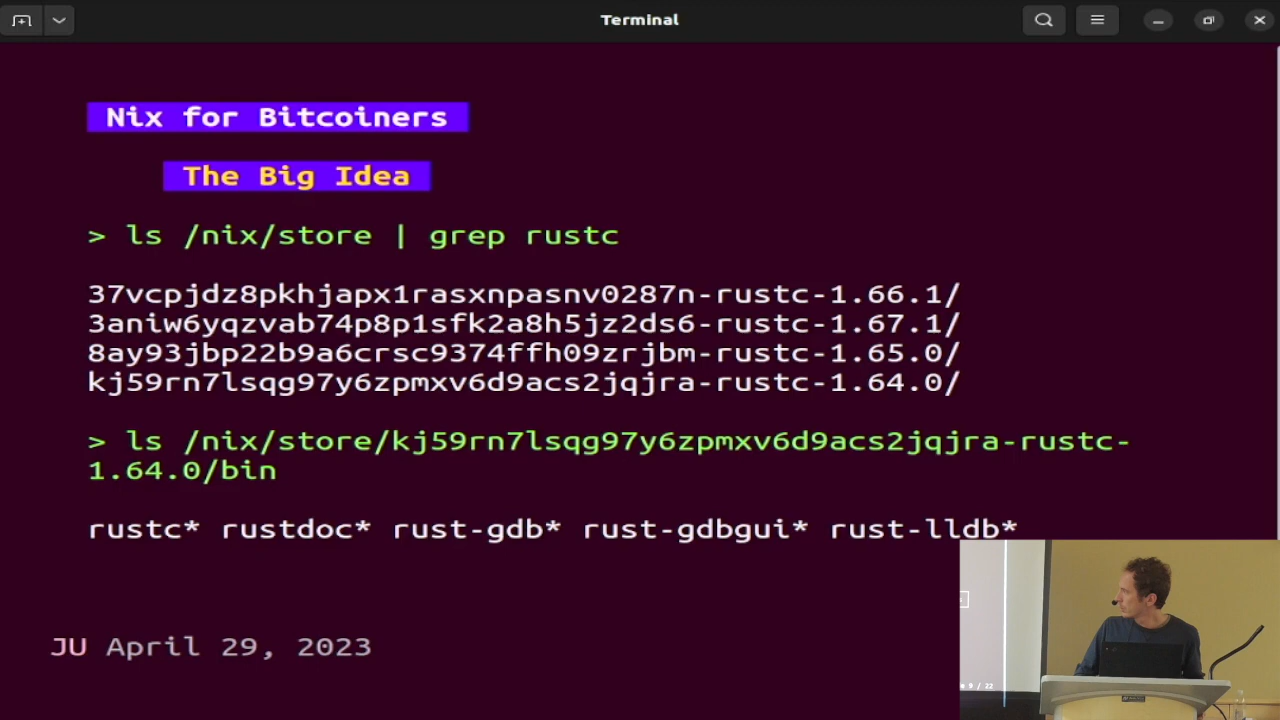 Terminal
Nix for Bitcoiners
The Big Idea
> ls /nix/store | grep rustc
37vcpjdz8pkhjapx1rasxnpasnv0287n-rustc-1.66.1/
3aniw6yqzvab74p8p1sfk2a8h5jz2ds6-rustc-1.67.1/
8ay93jbp22b9a6crsc9374ffh09zrjbm-rustc-1.65.0/
kj59rn7lsqg97y6zpmxv6d9acs2jqjra-rustc-1.64.0/
> ls /nix/store/kj59rn7lsqg97y6zpmxv6d9acs2jqjra-rustc-
1.64.0/bin
rustc* rustdoc* rust-gdb* rust-gdbgui* rust-lldb*
JU April 29, 2023
9 / 22